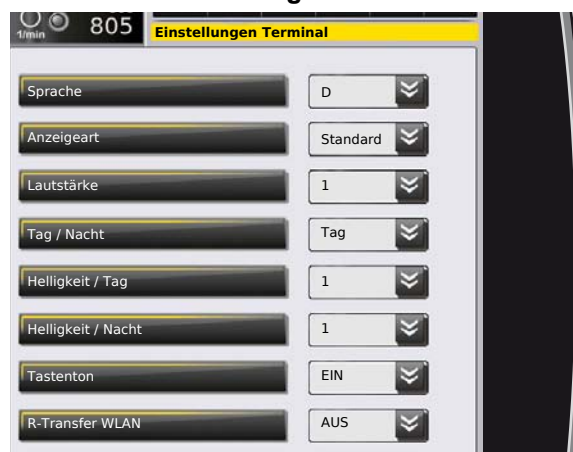 1/min 805
Einstellungen Terminal
Sprache D
Anzeigeart Standard
Lautstärke 1
Tag / Nacht Tag
Helligkeit / Tag 1
Helligkeit / Nacht 1
Tastenton EIN
R-Transfer WLAN AUS